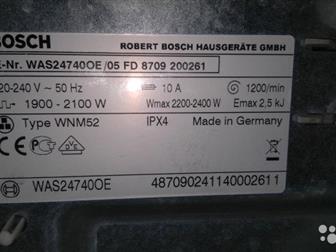 BOSCH
ROBERT BOSCH HAUSGERÄTE GMBH
E-Nr. WAS24740OE/05 FD 8709 200261
220-240 V ~ 50 Hz 10 A 1200/min
1900 - 2100 W Wmax 2200-2400 W Emax 2,5 kJ
Type WNM52 IPX4 Made in Germany
WAS24740OE 487090241140002611